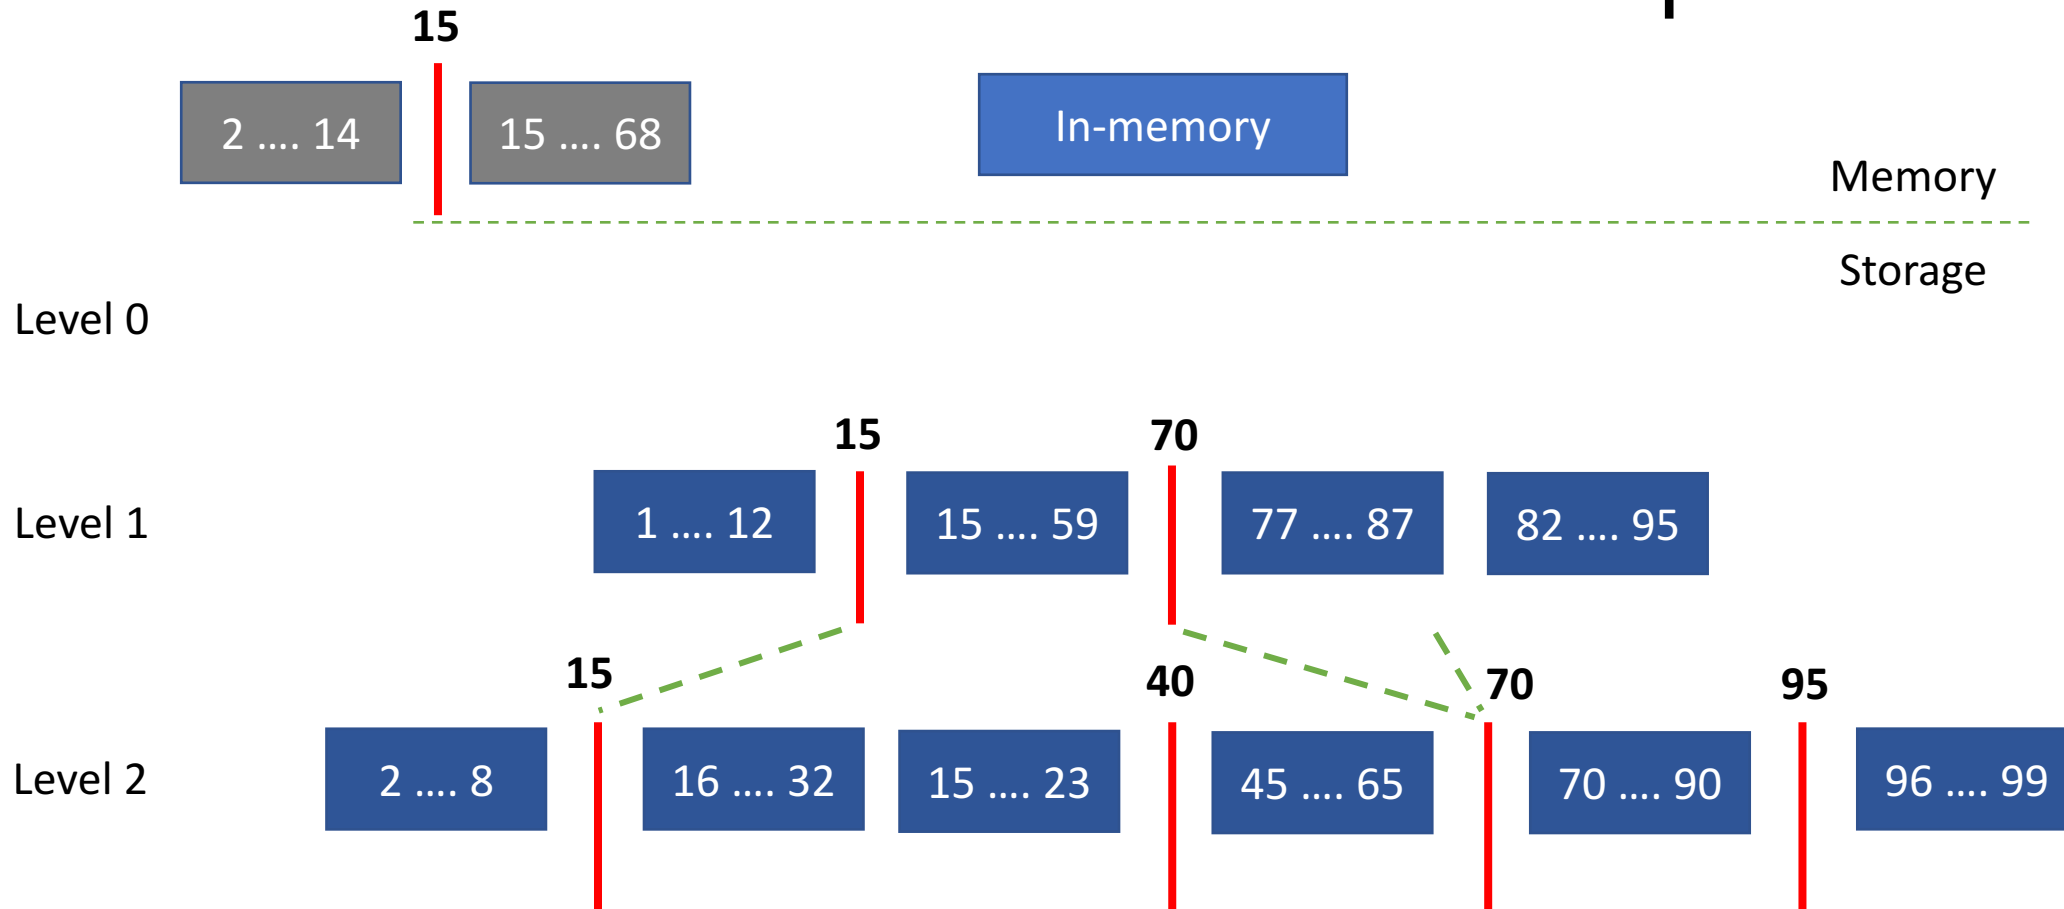 15
2 .... 14
15 .... 68
In-memory
Memory
Storage
Level 0
15
70
Level 1
1 .... 12
15 .... 59
77 .... 87
82 .... 95
15
40
70
95
Level 2
2 .... 8
16 .... 32
15 .... 23
45 .... 65
70 .... 90
96 .... 99